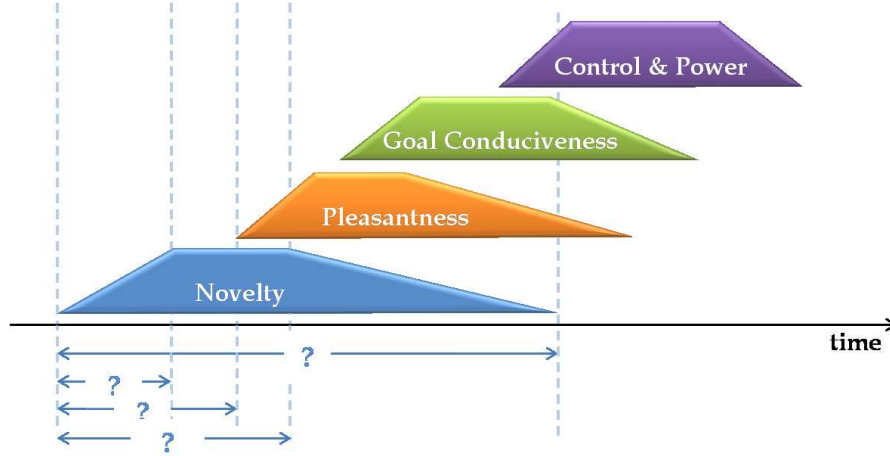 Control & Power
Goal Conduciveness
Pleasantness
Novelty
time
?
?
?
?